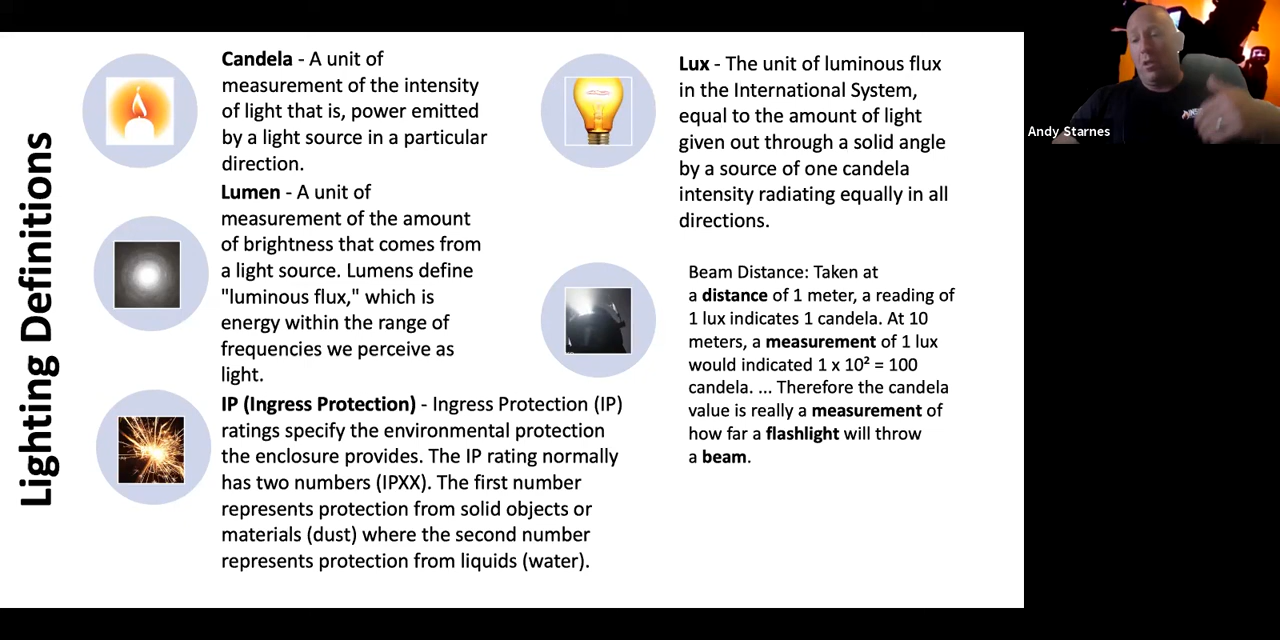 Lighting Definitions
Candela - A unit of
measurement of the intensity
of light that is, power emitted
by a light source in a particular
direction.
Lumen - A unit of
measurement of the amount
of brightness that comes from
a light source. Lumens define
"luminous flux," which is
energy within the range of
frequencies we perceive as
light.
IP (Ingress Protection) - Ingress Protection (IP)
ratings specify the environmental protection
the enclosure provides. The IP rating normally
has two numbers (IPXX). The first number
represents protection from solid objects or
materials (dust) where the second number
represents protection from liquids (water).
Lux - The unit of luminous flux
in the International System,
equal to the amount of light
given out through a solid angle
by a source of one candela
intensity radiating equally in all
directions.
Beam Distance: Taken at
a distance of 1 meter, a reading of
1 lux indicates 1 candela. At 10
meters, a measurement of 1 lux
would indicated 1 x 10² = 100
candela. ... Therefore the candela
value is really a measurement of
how far a flashlight will throw
a beam.
Andy Starnes